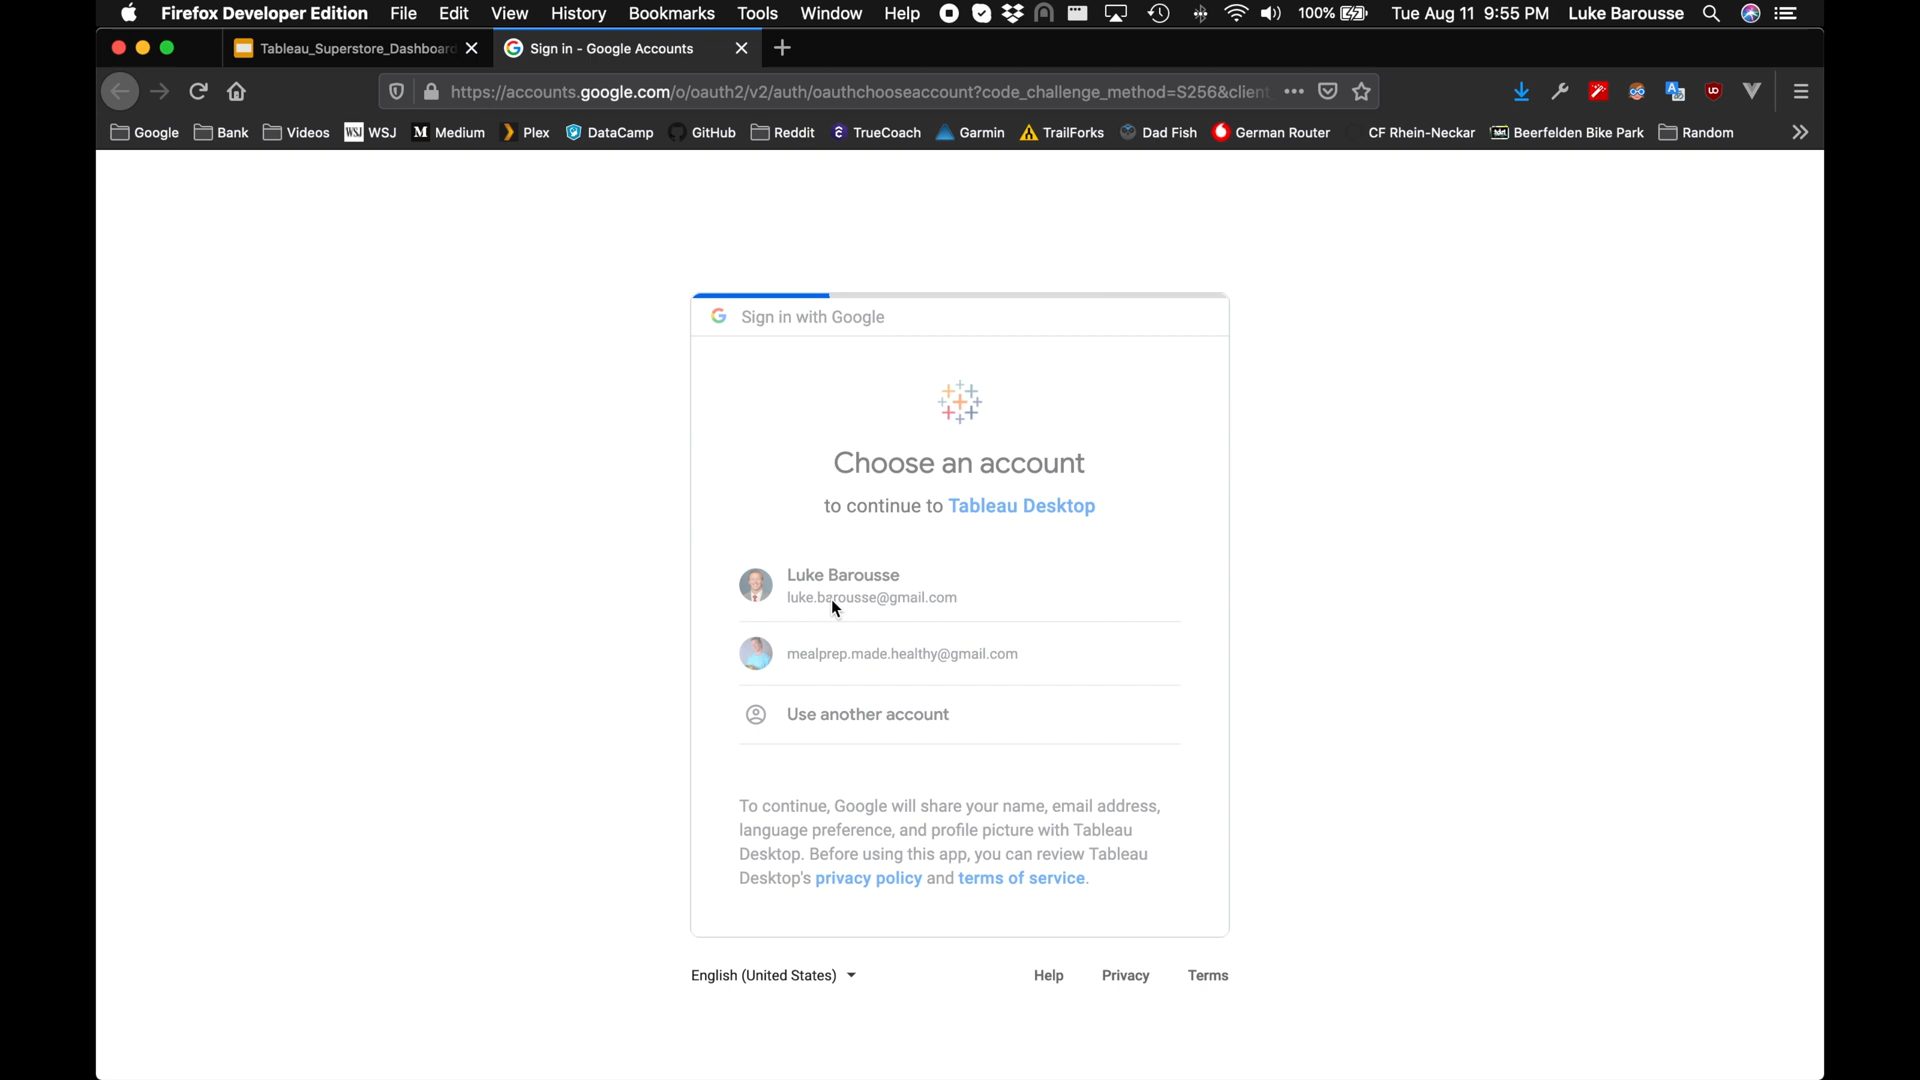 Firefox Developer Edition File Edit View History Bookmarks Tools Window Help 100% Tue Aug 11 9:55 PM Luke Barousse
Tableau_Superstore_Dashboard Sign in - Google Accounts
https://accounts.google.com/o/oauth2/v2/auth/oauthchooseaccount?code_challenge_method=S256&client
Google Bank Videos WSJ WSJ M Medium Plex DataCamp GitHub Reddit TrueCoach Garmin TrailForks Dad Fish German Router CF Rhein-Neckar Beerfelden Bike Park Random
Sign in with Google
Choose an account
to continue to Tableau Desktop
Luke Barousse
luke.barousse@gmail.com
mealprep.made.healthy@gmail.com
Use another account
To continue, Google will share your name, email address,
language preference, and profile picture with Tableau
Desktop. Before using this app, you can review Tableau
Desktop's privacy policy and terms of service.
English (United States) Help Privacy Terms